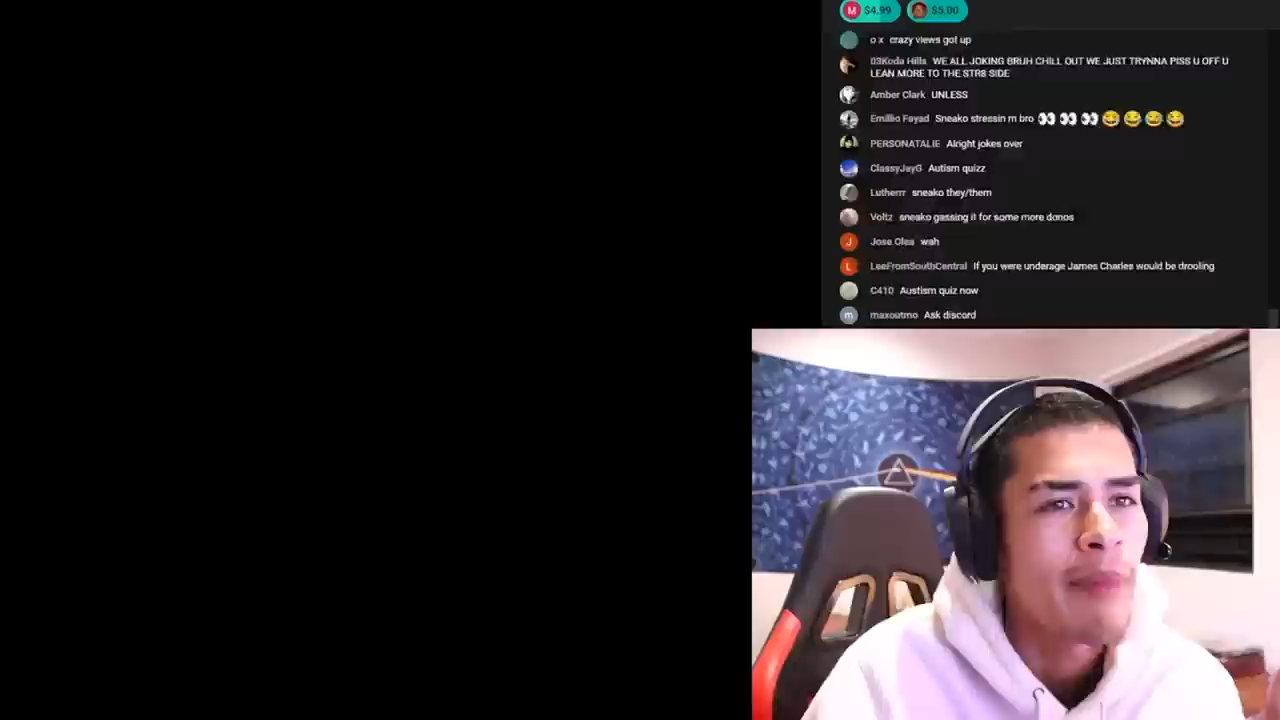 M $4.99 $5.00
o x crazy views got up
03Koda Hills WE ALL JOKING BRUH CHILL OUT WE JUST TRYNNA PISS U OFF U
LEAN MORE TO THE STR8 SIDE
Amber Clark UNLESS
Emilio Fayad Sneako stressin rn bro 👀 👀 👀 😂 😂 😂 😂
PERSONATALIE Alright jokes over
ClassyJayG Autism quizz
Lutherrr sneako they/them
Voltz sneako gassing it for some more danos
J Jose Olea wah
L LeeFromSouthCentral If you were underage James Charles would be drooling
C410 Austism quiz now
m maxoutmo Ask discord